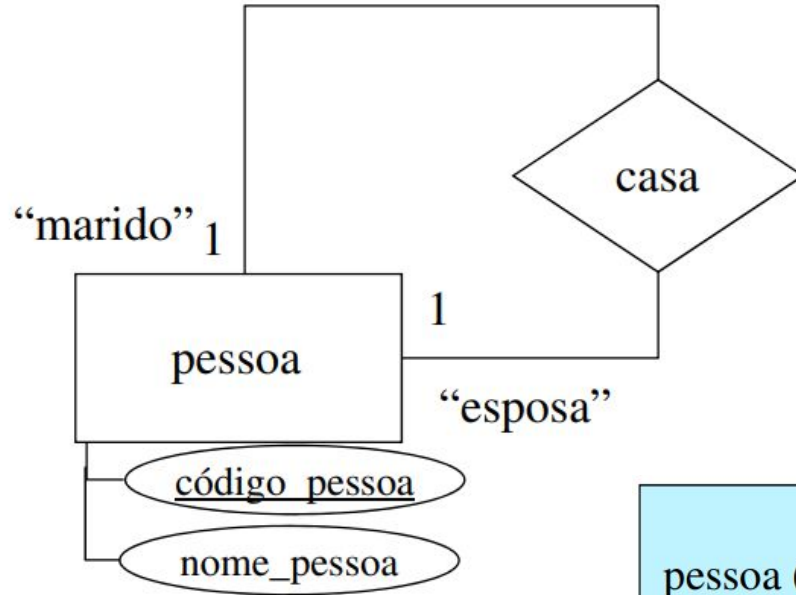 casa
“marido” 1
1
pessoa
“esposa”
código_pessoa
nome_pessoa
pessoa (